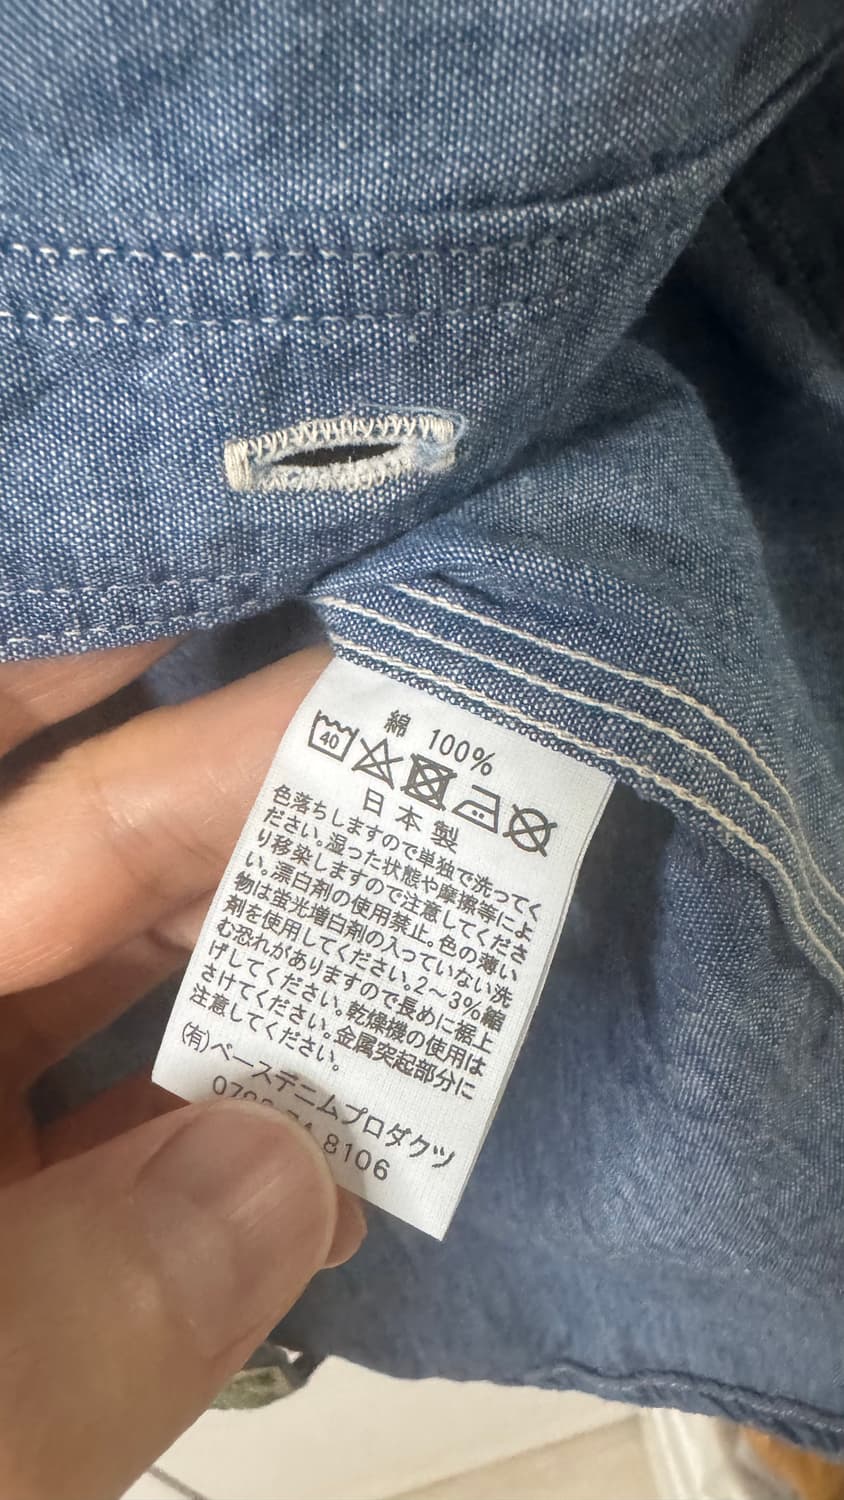 綿 100%
40
日本製
色落ちしますので単独で洗ってく
ださい。湿った状態や摩擦等によ
り移染しますので注意してくださ
い。漂白剤の使用禁止。色の薄い
物は蛍光増白剤の入っていない洗
剤を使用してください。2〜3%縮
む恐れがありますので長めに裾上
げしてください。乾燥機の使用は
さけてください。金属突起部分に
注意してください。
(有)ベースデニムプロダクツ
8106